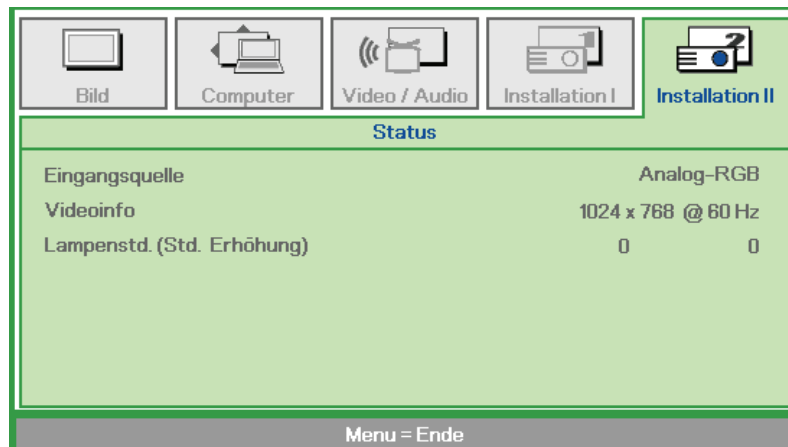 Bild
Computer
Video / Audio
Installation I
Installation II
Status
Eingangsquelle Analog-RGB
Videoinfo 1024 x 768 @ 60 Hz
Lampenstd. (Std. Erhöhung) 0 0
Menu = Ende